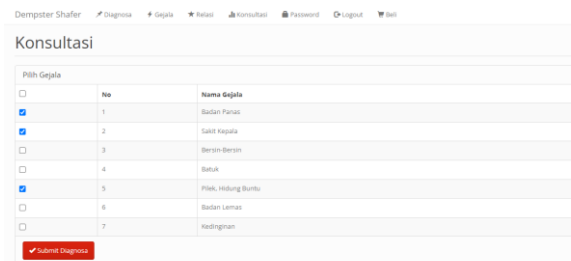 Dempster Shafer Diagnosa Gejala Relasi Konsultasi Password Logout Beli
Konsultasi
Pilih Gejala
No Nama Gejala
1 Badan Panas
2 Sakit Kepala
3 Bersin-Bersin
4 Batuk
5 Pilek, Hidung Buntu
6 Badan Lemas
7 Kedinginan
Submit Diagnosa